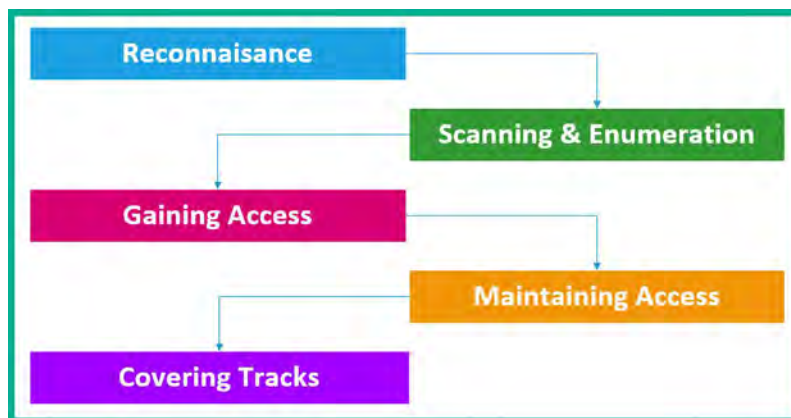 Reconnaisance
Scanning & Enumeration
Gaining Access
Maintaining Access
Covering Tracks